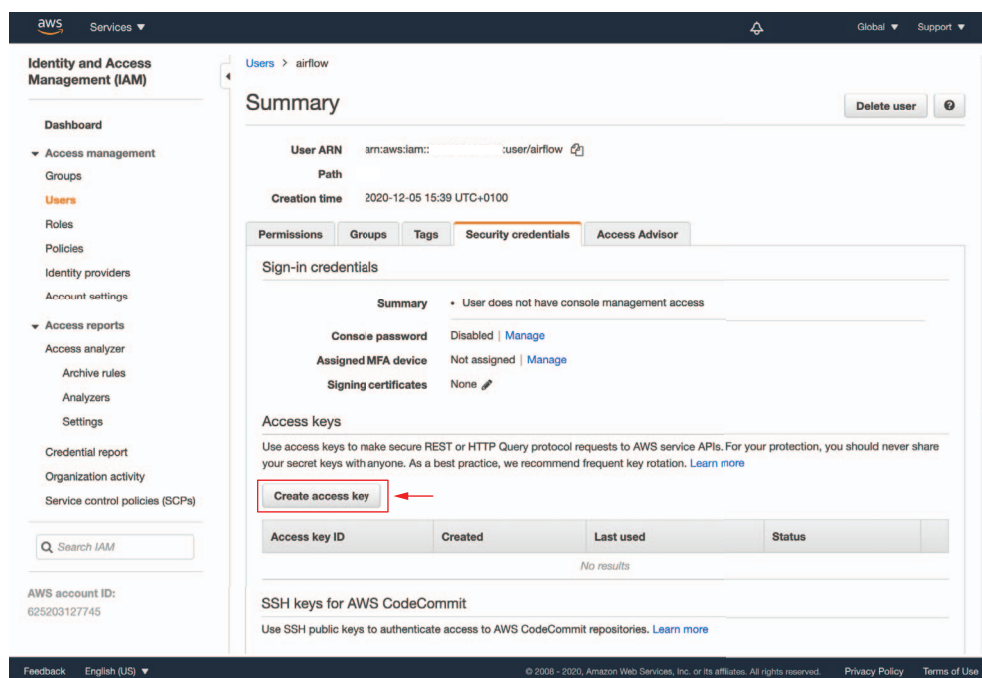 aws Services ▼ Global ▼ Support ▼
Identity and Access
Management (IAM)
Dashboard
Access management
Groups
Users
Roles
Policies
Identity providers
Account settings
Access reports
Access analyzer
Archive rules
Analyzers
Settings
Credential report
Organization activity
Service control policies (SCPs)
Search IAM
AWS account ID:
625203127745
Users > airflow
Summary
Delete user
User ARN arn:aws:iam:: :user/airflow
Path
Creation time 2020-12-05 15:39 UTC+0100
Permissions Groups Tags Security credentials Access Advisor
Sign-in credentials
Summary • User does not have console management access
Console password Disabled | Manage
Assigned MFA device Not assigned | Manage
Signing certificates None
Access keys
Use access keys to make secure REST or HTTP Query protocol requests to AWS service APIs. For your protection, you should never share
your secret keys with anyone. As a best practice, we recommend frequent key rotation. Learn more
Create access key
Access key ID Created Last used Status
No results
SSH keys for AWS CodeCommit
Use SSH public keys to authenticate access to AWS CodeCommit repositories. Learn more
Feedback English (US) ▼ © 2008 - 2020, Amazon Web Services, Inc. or its affiliates. All rights reserved. Privacy Policy Terms of Use